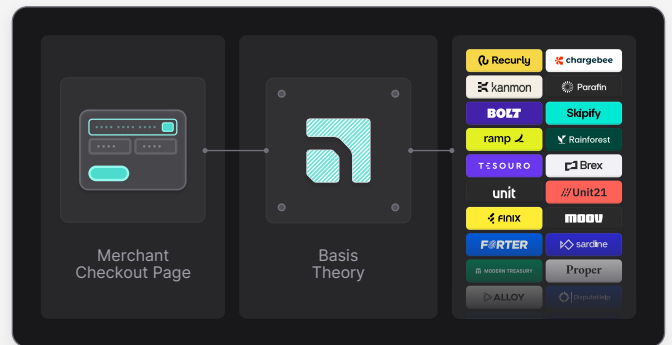 Merchant
Checkout Page
Basis
Theory
Recurly
chargebee
kanmon
Parafin
BOLT
Skipify
ramp
Rainforest
TESOURO
Brex
unit
Unit21
FINIX
moov
FORTER
sardine
MODERN TREASURY
Proper
ALLOY
DisputeHelp